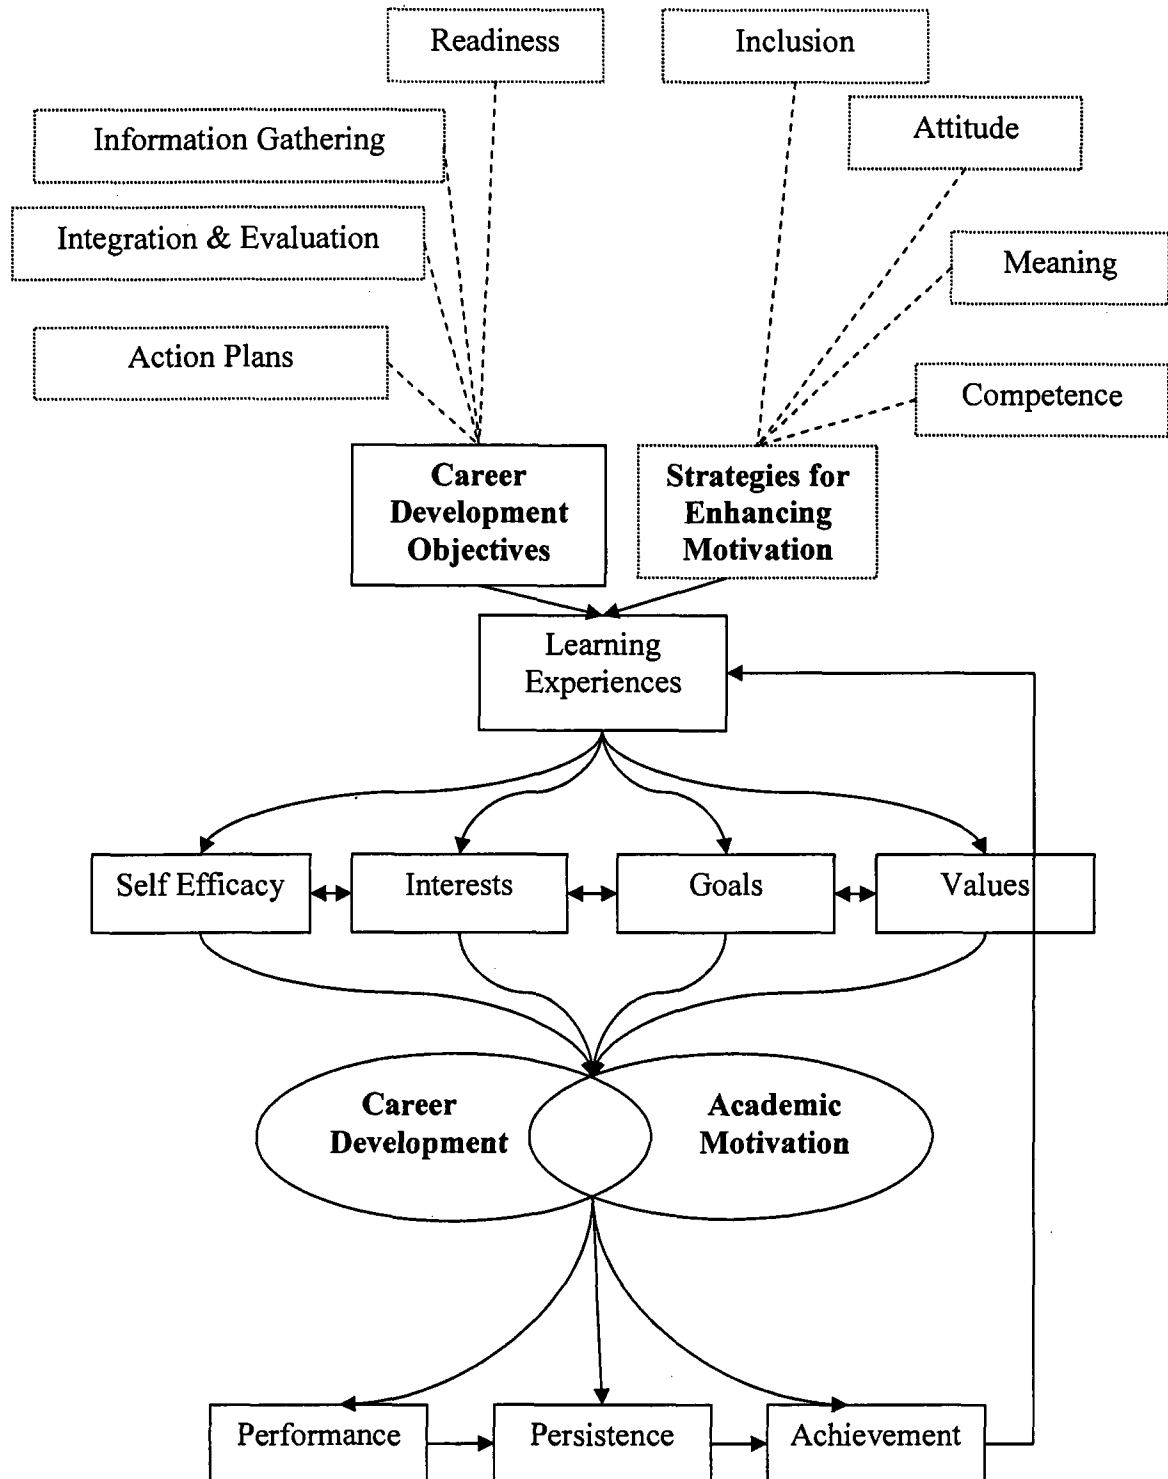 Readiness
Inclusion
Information Gathering
Attitude
Integration & Evaluation
Meaning
Action Plans
Competence
Career
Development
Objectives
Strategies for
Enhancing
Motivation
Learning
Experiences
Self Efficacy
Interests
Goals
Values
Career
Development
Academic
Motivation
Performance
Persistence
Achievement